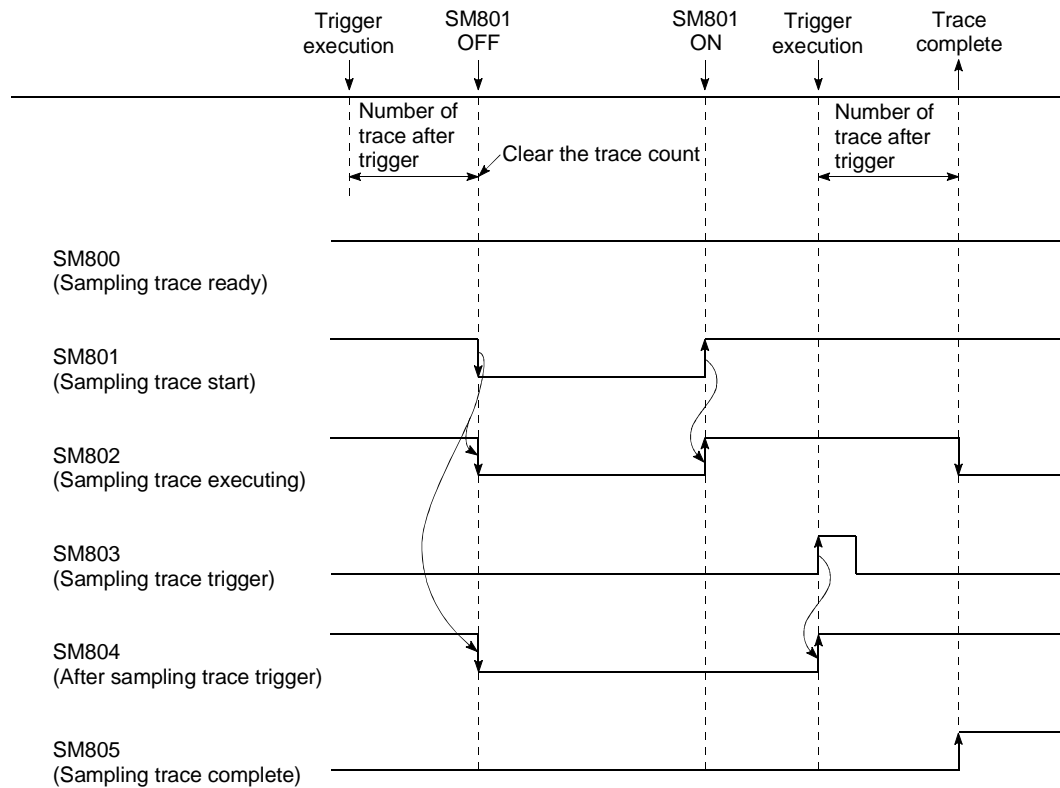 Trigger
execution
SM801
OFF
SM801
ON
Trigger
execution
Trace
complete
Number of
trace after
trigger
Clear the trace count
Number of
trace after
trigger
SM800
(Sampling trace ready)
SM801
(Sampling trace start)
SM802
(Sampling trace executing)
SM803
(Sampling trace trigger)
SM804
(After sampling trace trigger)
SM805
(Sampling trace complete)